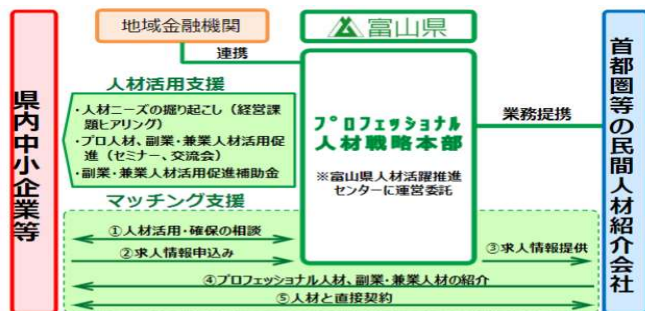 地域金融機関
富山県
連携
県内中小企業等
人材活用支援
・人材ニーズの掘り起こし（経営課
題ヒアリング）
・プロ人材、副業・兼業人材活用促
進（セミナー、交流会）
・副業・兼業人材活用促進補助金
プロフェッショナル
人材戦略本部
※富山県人材活躍推進
センターに運営委託
業務提携
首都圏等の民間人材紹介会社
マッチング支援
①人材活用・確保の相談
②求人情報申込み
③求人情報提供
④プロフェッショナル人材、副業・兼業人材の紹介
⑤人材と直接契約